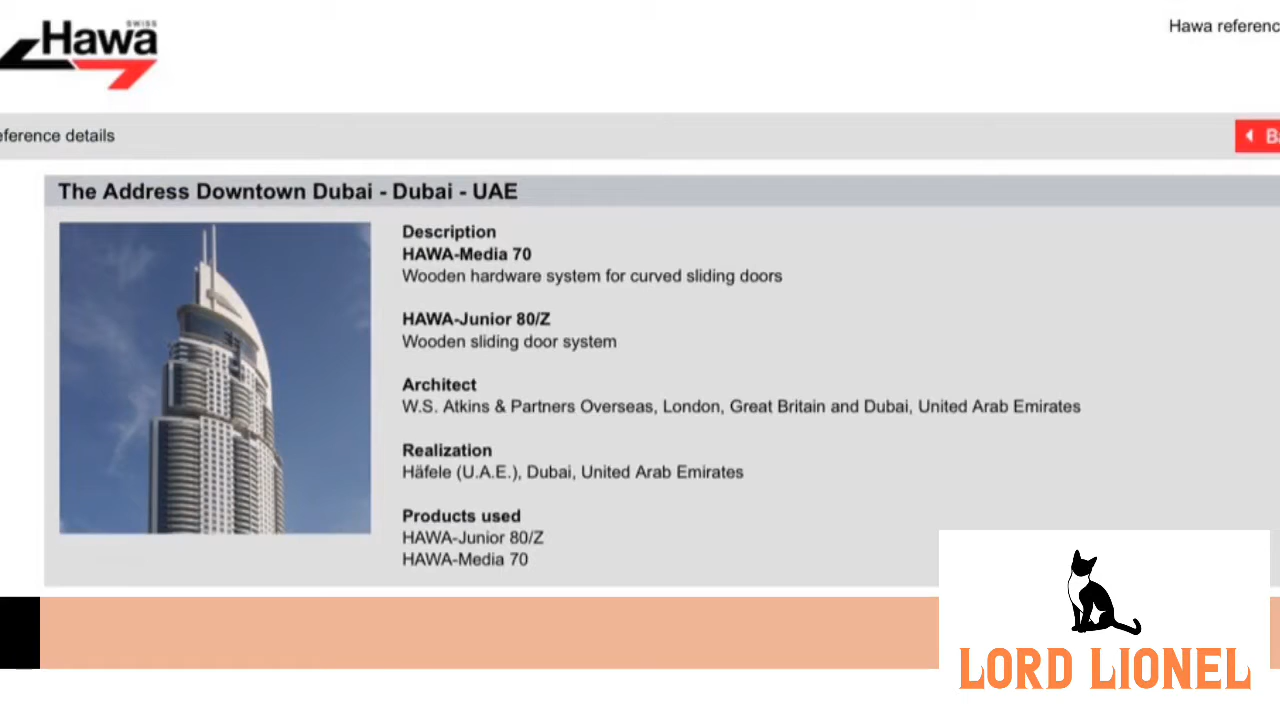 SWISS
Hawa
Hawa referenc
eference details
Ba
The Address Downtown Dubai - Dubai - UAE
Description
HAWA-Media 70
Wooden hardware system for curved sliding doors
HAWA-Junior 80/Z
Wooden sliding door system
Architect
W.S. Atkins & Partners Overseas, London, Great Britain and Dubai, United Arab Emirates
Realization
Häfele (U.A.E.), Dubai, United Arab Emirates
Products used
HAWA-Junior 80/Z
HAWA-Media 70
LORD LIONEL